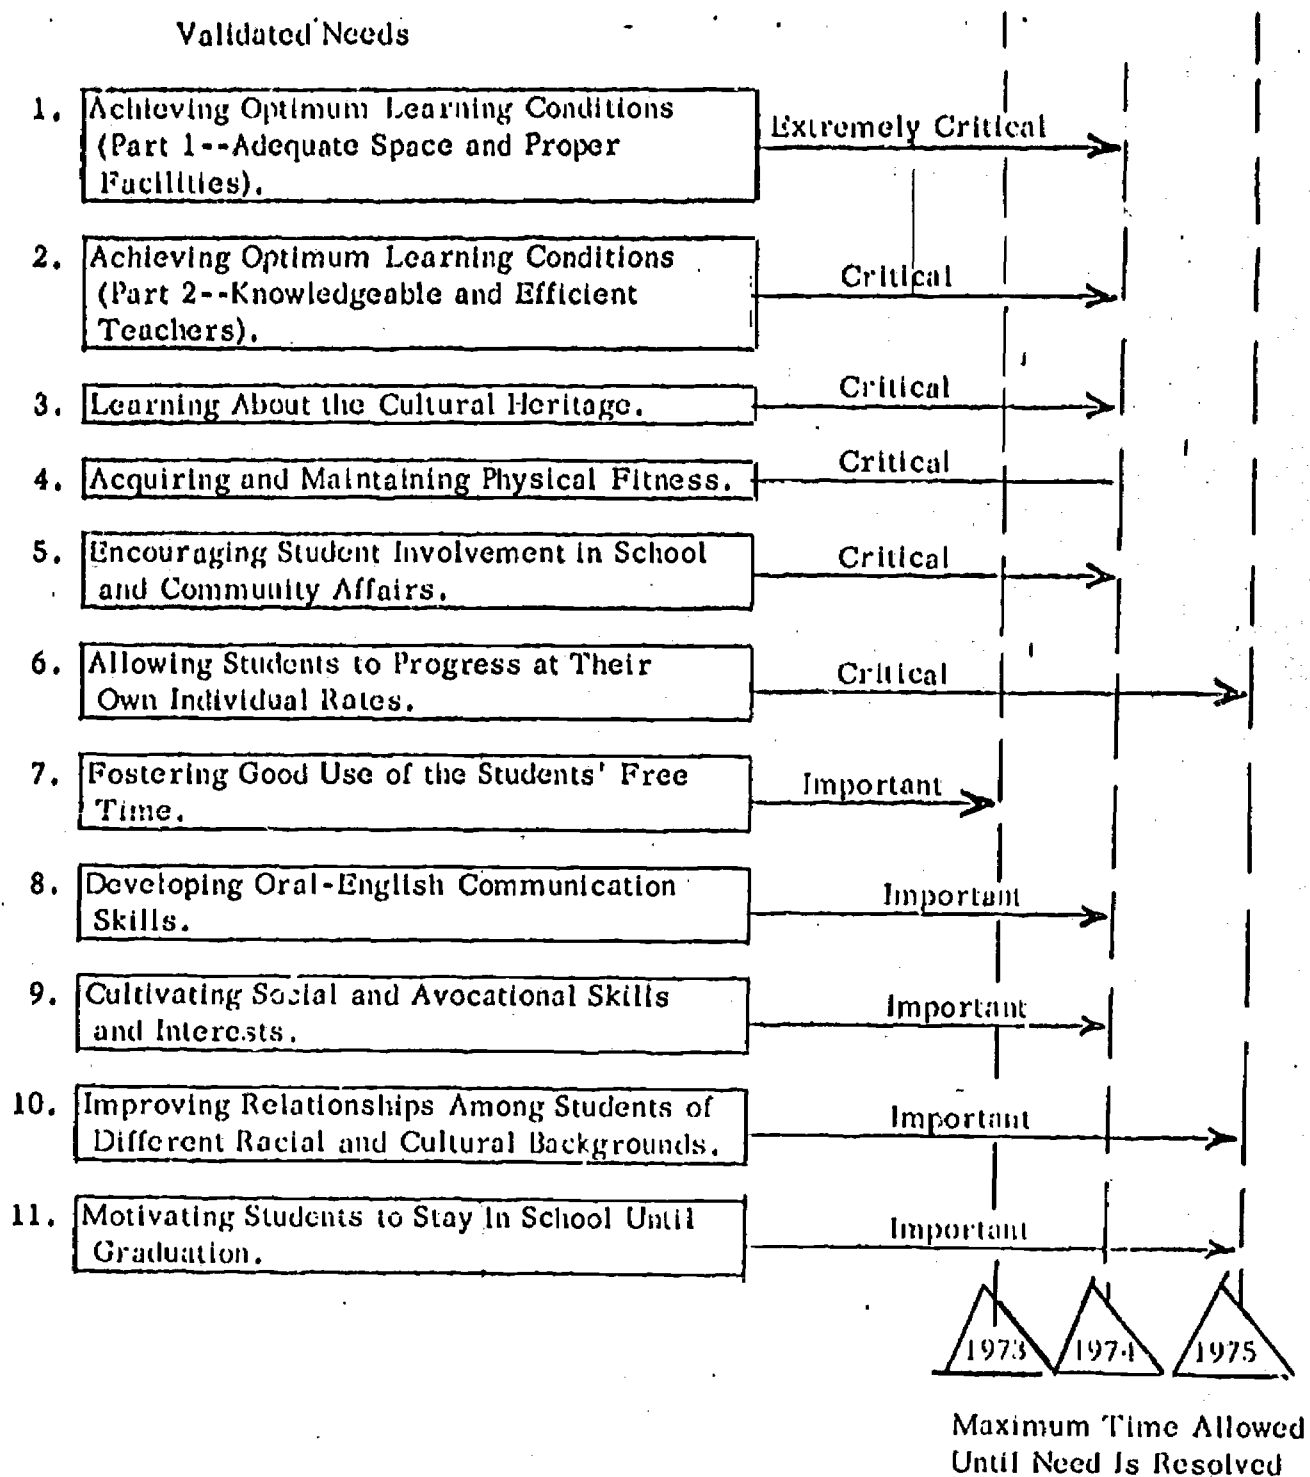 Validated Needs
1. Achieving Optimum Learning Conditions
(Part 1--Adequate Space and Proper
Facilities).
Extremely Critical
2. Achieving Optimum Learning Conditions
(Part 2--Knowledgeable and Efficient
Teachers).
Critical
3. Learning About the Cultural Heritage.
Critical
4. Acquiring and Maintaining Physical Fitness.
Critical
5. Encouraging Student Involvement in School
and Community Affairs.
Critical
6. Allowing Students to Progress at Their
Own Individual Rates.
Critical
7. Fostering Good Use of the Students' Free
Time.
Important
8. Developing Oral-English Communication
Skills.
Important
9. Cultivating Social and Avocational Skills
and Interests.
Important
10. Improving Relationships Among Students of
Different Racial and Cultural Backgrounds.
Important
11. Motivating Students to Stay In School Until
Graduation.
Important
1973 1974 1975
Maximum Time Allowed
Until Need Is Resolved